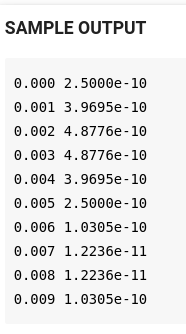 SAMPLE OUTPUT
0.000 2.5000e-10
0.001 3.9695e-10
0.002 4.8776e-10
0.003 4.8776e-10
0.004 3.9695e-10
0.005 2.5000e-10
0.006 1.0305e-10
0.007 1.2236e-11
0.008 1.2236e-11
0.009 1.0305e-10